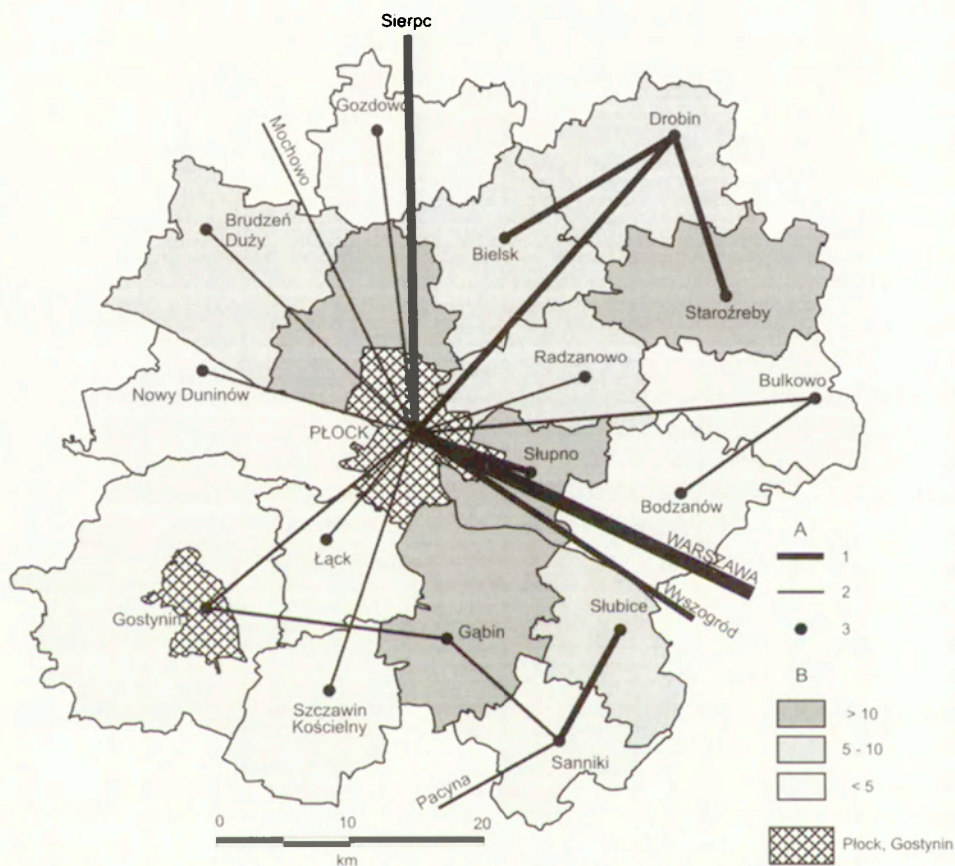 Sierpc
Gozdowo
Mochowo
Drobin
Brudzeń
Duży
Bielsk
Staroźreby
Radzanowo
Nowy Duninów
Bulkowo
PŁOCK
Słupno
Bodzanów
A
WARSZAWA
1
Łąck
Wyszogród
2
Słubice
Gostynin
Gąbin
3
B
Szczawin
Kościelny
> 10
5 - 10
Sanniki
Pacyna
< 5
0 10 20
km
Płock, Gostynin